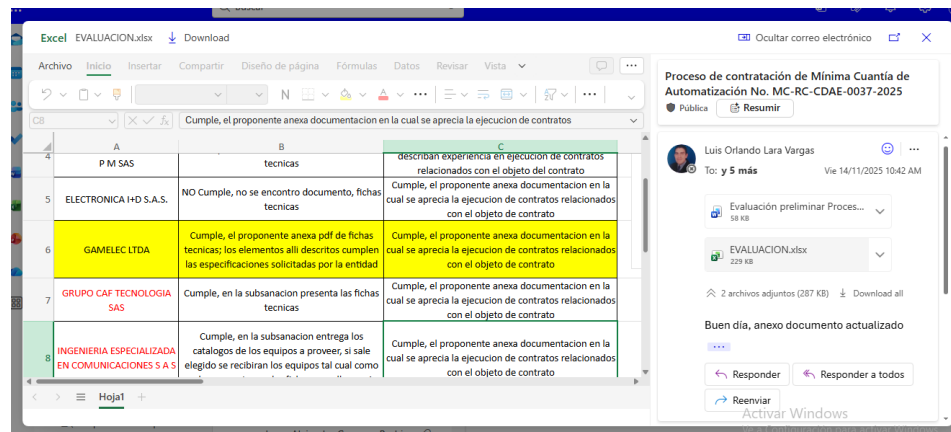 Excel EVALUACION.xlsx Download
Ocultar correo electrónico
Archivo Inicio Insertar Compartir Diseño de página Fórmulas Datos Revisar Vista
N
C8 fx Cumple, el proponente anexa documentacion en la cual se aprecia la ejecucion de contratos
A B C
4
P M SAS
tecnicas
describan experiencia en ejecucion de contratos
relacionados con el objeto del contrato
5
ELECTRONICA I+D S.A.S.
NO Cumple, no se encontro documento, fichas
tecnicas
Cumple, el proponente anexa documentacion en la
cual se aprecia la ejecucion de contratos relacionados
con el objeto de contrato
6
GAMELEC LTDA
Cumple, el proponente anexa pdf de fichas
tecnicas; los elementos alli descritos cumplen
las especificaciones solicitadas por la entidad
Cumple, el proponente anexa documentacion en la
cual se aprecia la ejecucion de contratos relacionados
con el objeto de contrato
7
GRUPO CAF TECNOLOGIA
SAS
Cumple, en la subsanacion presenta las fichas
tecnicas
Cumple, el proponente anexa documentacion en la
cual se aprecia la ejecucion de contratos relacionados
con el objeto de contrato
8
INGENIERIA ESPECIALIZADA
EN COMUNICACIONES S A S
Cumple, en la subsanacion entrega los
catalogos de los equipos a proveer, si sale
elegido se recibiran los equipos tal cual como
Cumple, el proponente anexa documentacion en la
cual se aprecia la ejecucion de contratos relacionados
con el objeto de contrato
Hoja1
Proceso de contratación de Mínima Cuantía de
Automatización No. MC-RC-CDAE-0037-2025
Pública Resumir
Luis Orlando Lara Vargas
To: y 5 más Vie 14/11/2025 10:42 AM
Evaluación preliminar Proces...
58 KB
EVALUACION.xlsx
229 KB
2 archivos adjuntos (287 KB) Download all
Buen día, anexo documento actualizado
Responder Responder a todos
Reenviar
Activar Windows